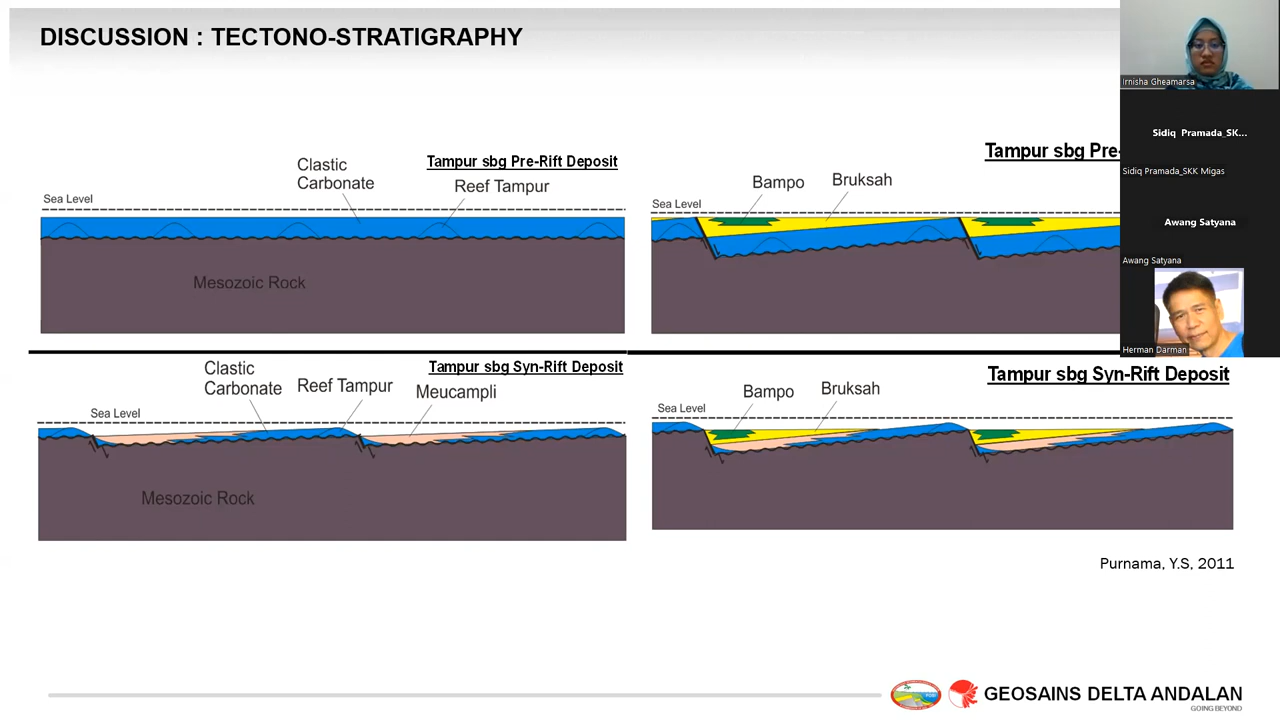 DISCUSSION : TECTONO-STRATIGRAPHY
Irnisha Gheamarsa
Sidiq Pramada_SK...
Sidiq Pramada_SKK Migas
Awang Satyana
Awang Satyana
Herman Darman
Clastic
Carbonate
Tampur sbg Pre-Rift Deposit
Reef Tampur
Sea Level
Mesozoic Rock
Tampur sbg Pre-
Bampo
Bruksah
Sea Level
Clastic
Carbonate
Reef Tampur
Tampur sbg Syn-Rift Deposit
Meucampli
Sea Level
Mesozoic Rock
Tampur sbg Syn-Rift Deposit
Bampo
Bruksah
Sea Level
Purnama, Y.S, 2011
GEOSAINS DELTA ANDALAN
GOING BEYOND